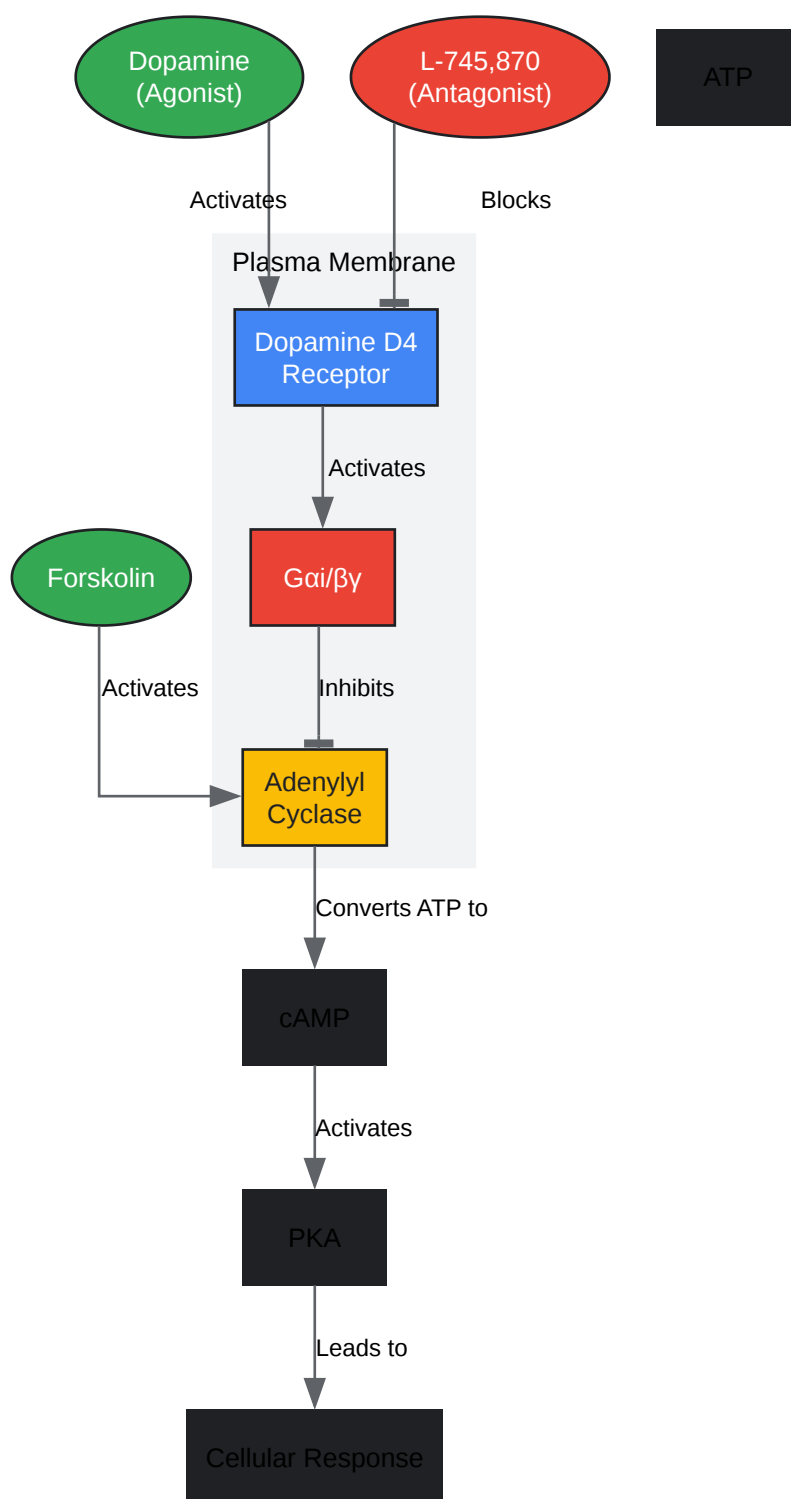 Dopamine
(Agonist)
L-745,870
(Antagonist)
ATP
Activates
Blocks
Plasma Membrane
Dopamine D4
Receptor
Activates
Forskolin
Gαi/βγ
Activates
Inhibits
Adenylyl
Cyclase
Converts ATP to
cAMP
Activates
PKA
Leads to
Cellular Response